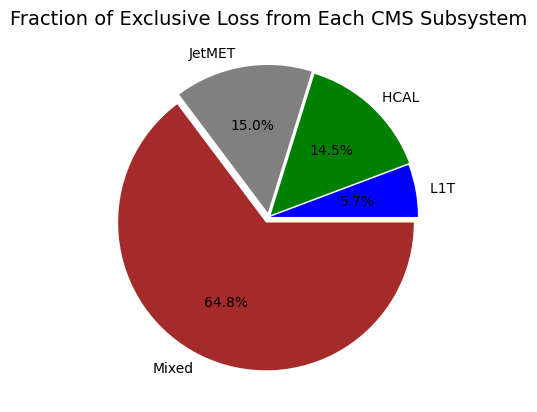 Fraction of Exclusive Loss from Each CMS Subsystem
JetMET
HCAL
15.0%
14.5%
L1T
5.7%
64.8%
Mixed